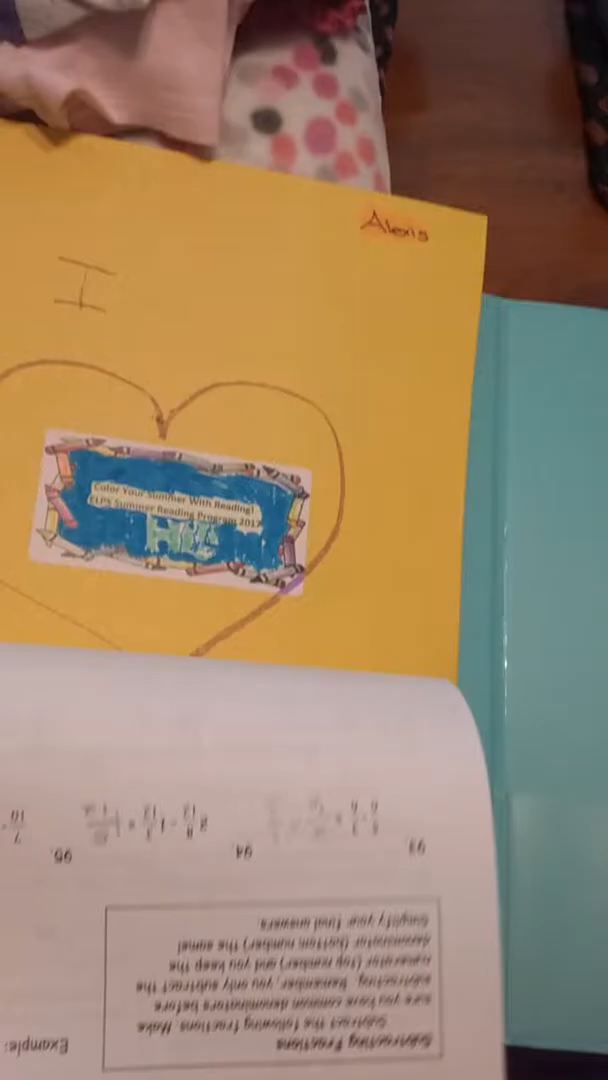 Alexis
I
Color Your Summer With Reading!
ELPS Summer Reading Program 2017
Subtracting Fractions
Subtract the following fractions. Make
sure you have common denominators before
subtracting. Remember, you only subtract the
numerator (top number) and you keep the
denominator (bottom number) the same!
Simplify your final answers.
Example:
93
94
95.